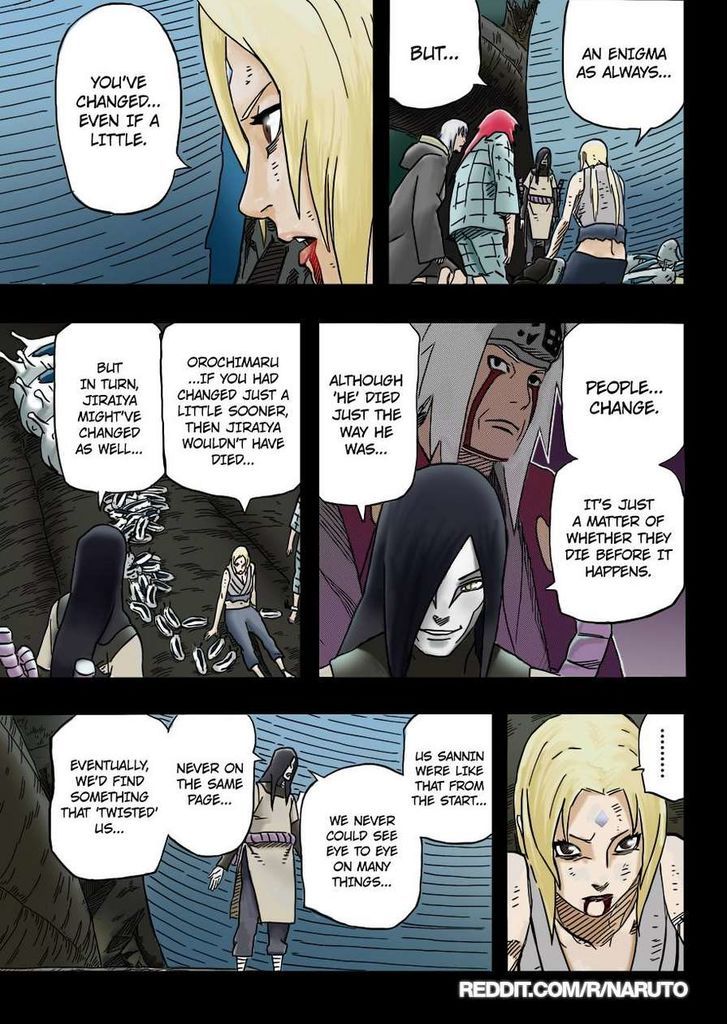 AN ENIGMA
AS ALWAYS...
BUT...
YOU'VE
CHANGED...
EVEN IF A
LITTLE.
PEOPLE...
CHANGE.
IT'S JUST
A MATTER OF
WHETHER THEY
DIE BEFORE IT
HAPPENS.
ALTHOUGH
'HE' DIED
JUST THE
WAY HE
WAS...
OROCHIMARU
...IF YOU HAD
CHANGED JUST A
LITTLE SOONER,
THEN JIRAIYA
WOULDN'T HAVE
DIED...
BUT
IN TURN,
JIRAIYA
MIGHT'VE
CHANGED
AS WELL...
.........
US SANNIN
WERE LIKE
THAT FROM
THE START...
WE NEVER
COULD SEE
EYE TO EYE
ON MANY
THINGS...
NEVER ON
THE SAME
PAGE...
EVENTUALLY,
WE'D FIND
SOMETHING
THAT 'TWISTED'
US...
REDDIT.COM/R/NARUTO